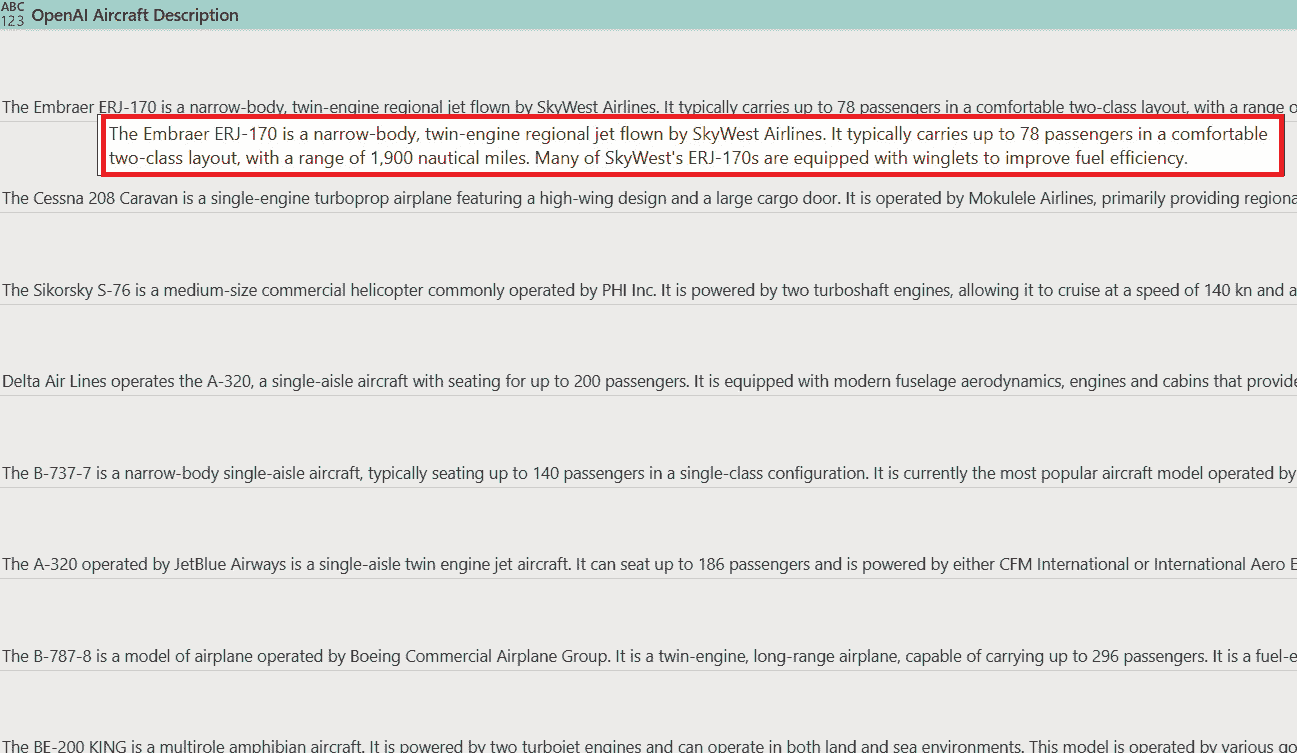 ABC
123 OpenAI Aircraft Description
The Embraer ERJ-170 is a narrow-body, twin-engine regional jet flown by SkyWest Airlines. It typically carries up to 78 passengers in a comfortable two-class layout, with a range
The Embraer ERJ-170 is a narrow-body, twin-engine regional jet flown by SkyWest Airlines. It typically carries up to 78 passengers in a comfortable
two-class layout, with a range of 1,900 nautical miles. Many of SkyWest's ERJ-170s are equipped with winglets to improve fuel efficiency.
The Cessna 208 Caravan is a single-engine turboprop airplane featuring a high-wing design and a large cargo door. It is operated by Mokulele Airlines, primarily providing regiona
The Sikorsky S-76 is a medium-size commercial helicopter commonly operated by PHI Inc. It is powered by two turboshaft engines, allowing it to cruise at a speed of 140 kn and a
Delta Air Lines operates the A-320, a single-aisle aircraft with seating for up to 200 passengers. It is equipped with modern fuselage aerodynamics, engines and cabins that provide
The B-737-7 is a narrow-body single-aisle aircraft, typically seating up to 140 passengers in a single-class configuration. It is currently the most popular aircraft model operated by
The A-320 operated by JetBlue Airways is a single-aisle twin engine jet aircraft. It can seat up to 186 passengers and is powered by either CFM International or International Aero E
The B-787-8 is a model of airplane operated by Boeing Commercial Airplane Group. It is a twin-engine, long-range airplane, capable of carrying up to 296 passengers. It is a fuel-e
The BE-200 KING is a multirole amphibian aircraft. It is powered by two turbojet engines and can operate in both land and sea environments. This model is operated by various go